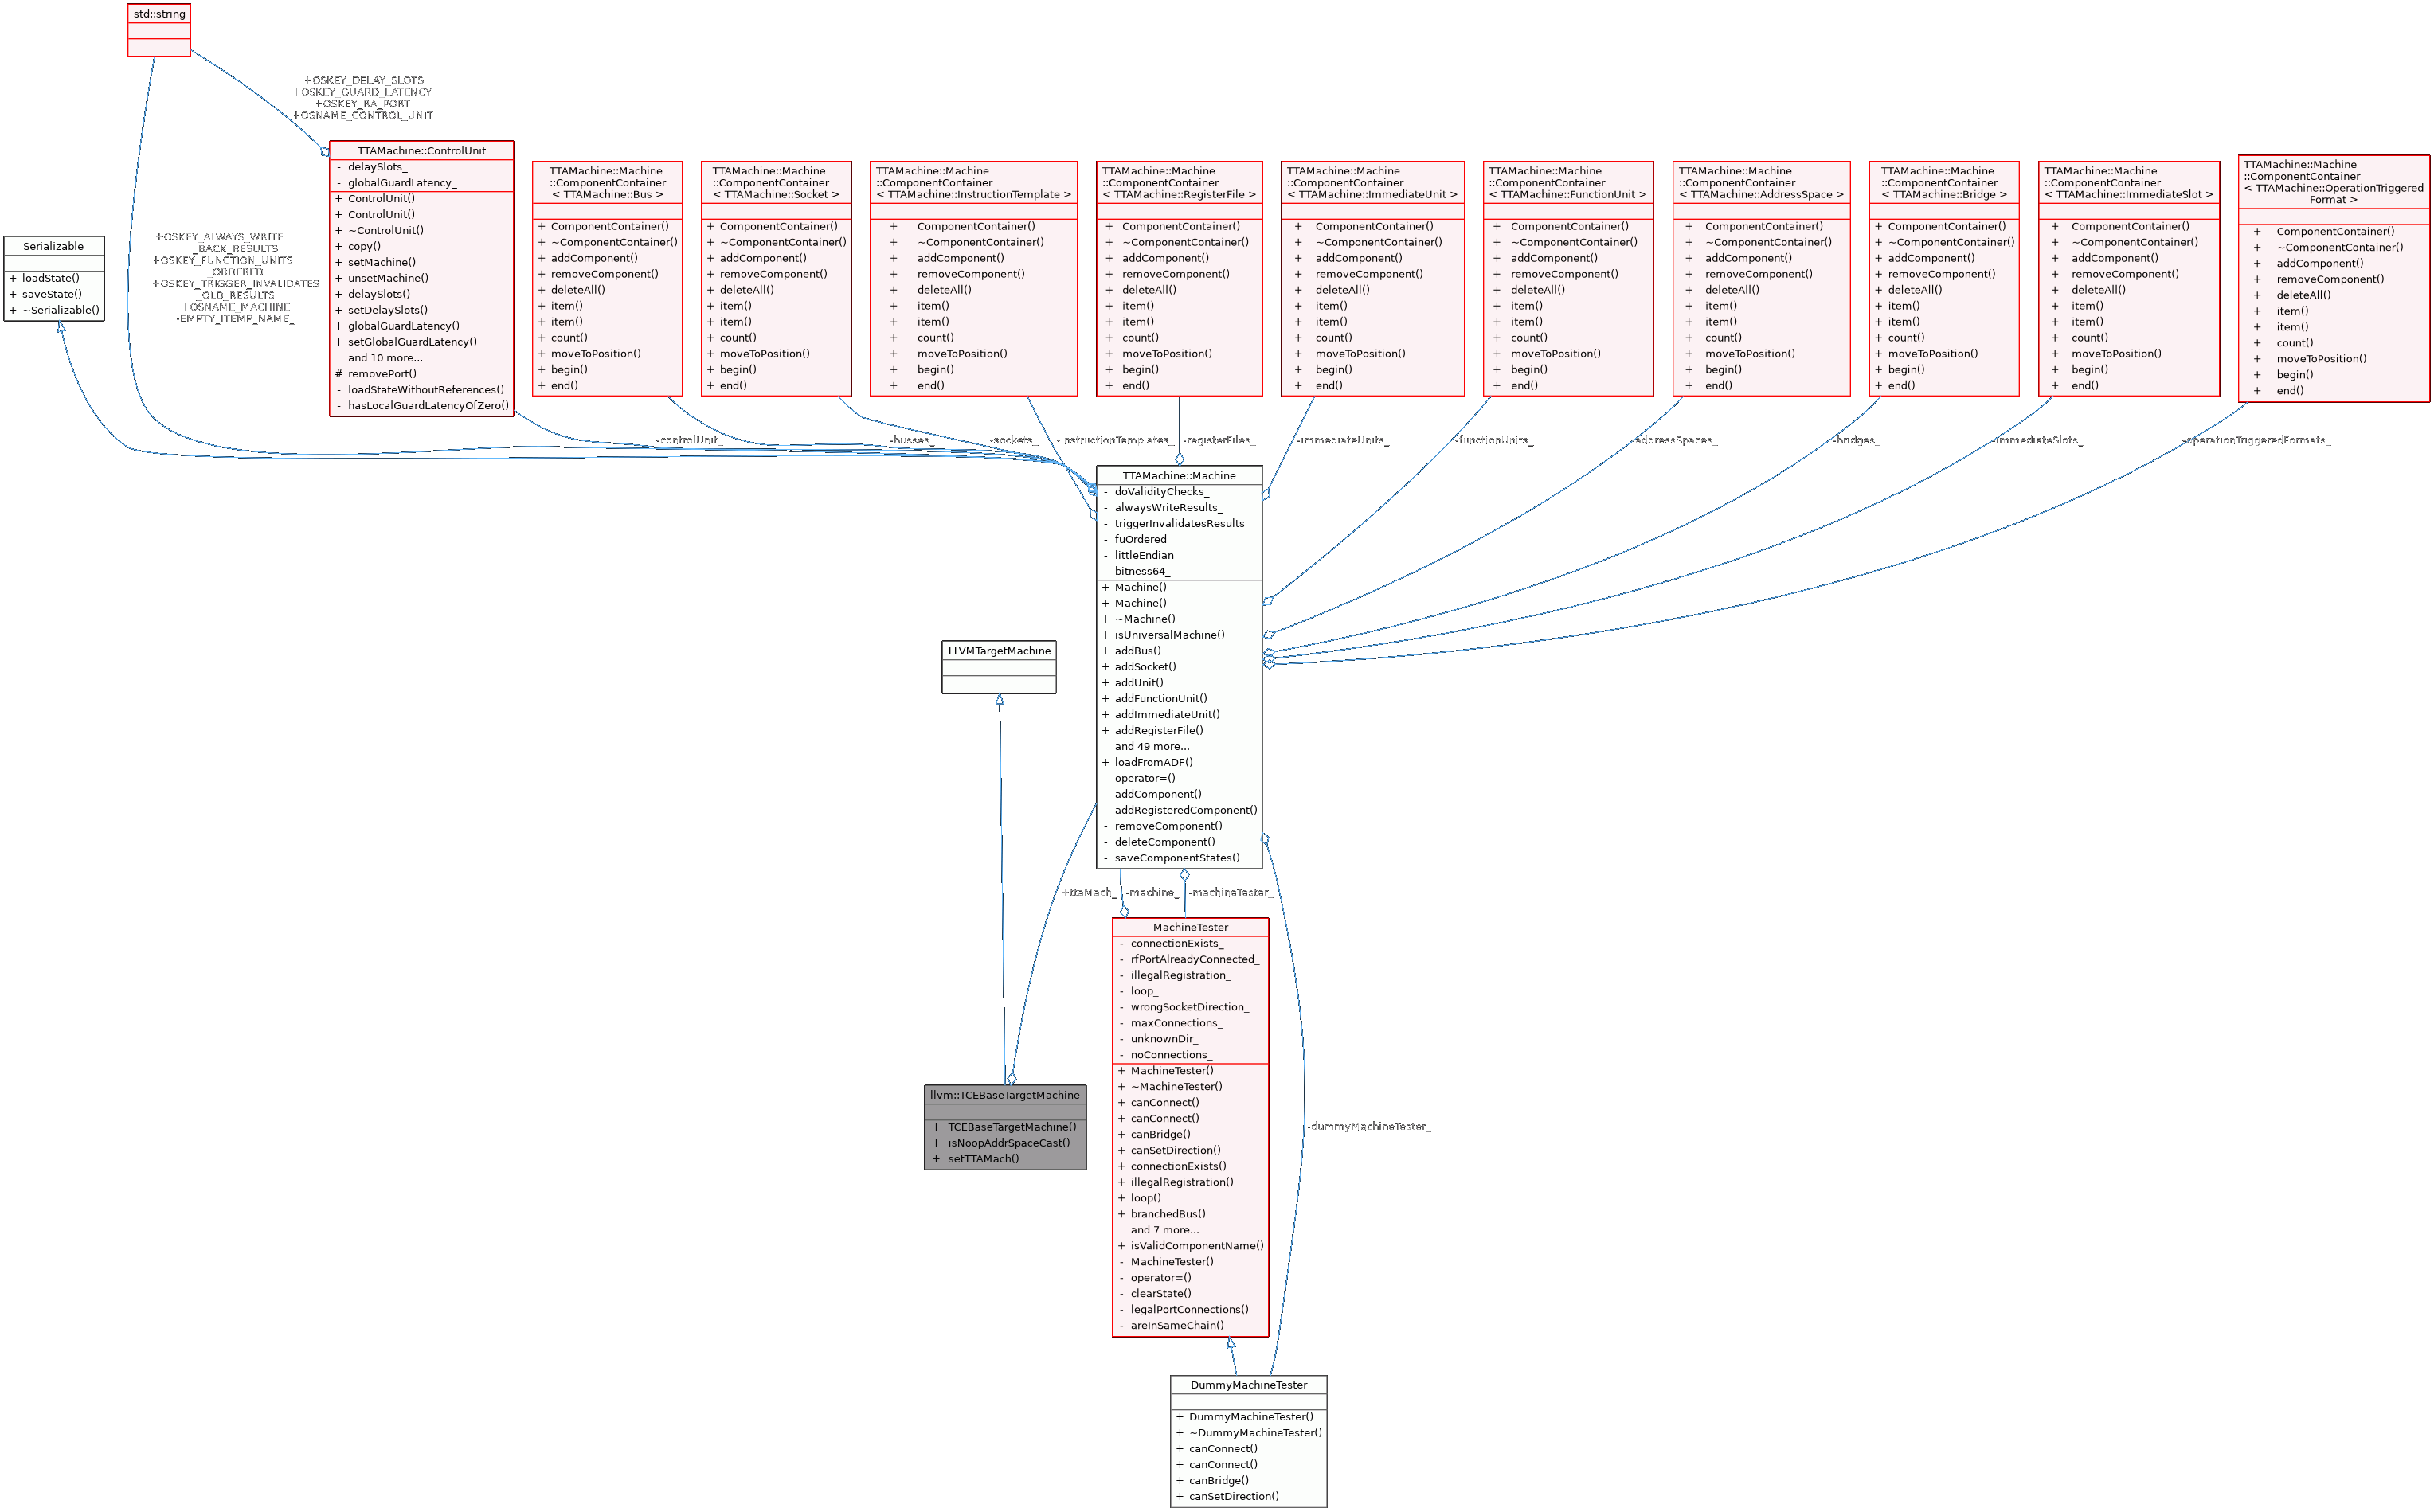 std::string
+OSKEY_DELAY_SLOTS
+OSKEY_GUARD_LATENCY
+OSKEY_RA_PORT
+OSNAME_CONTROL_UNIT
TTAMachine::ControlUnit
- delaySlots_
- globalGuardLatency_
+ ControlUnit()
+ ControlUnit()
+ ~ControlUnit()
+ copy()
+ setMachine()
+ unsetMachine()
+ delaySlots()
+ setDelaySlots()
+ globalGuardLatency()
+ setGlobalGuardLatency()
and 10 more...
# removePort()
- loadStateWithoutReferences()
- hasLocalGuardLatencyOfZero()
TTAMachine::Machine
::ComponentContainer
< TTAMachine::Bus >
+ ComponentContainer()
+ ~ComponentContainer()
+ addComponent()
+ removeComponent()
+ deleteAll()
+ item()
+ item()
+ count()
+ moveToPosition()
+ begin()
+ end()
TTAMachine::Machine
::ComponentContainer
< TTAMachine::Socket >
+ ComponentContainer()
+ ~ComponentContainer()
+ addComponent()
+ removeComponent()
+ deleteAll()
+ item()
+ item()
+ count()
+ moveToPosition()
+ begin()
+ end()
TTAMachine::Machine
::ComponentContainer
< TTAMachine::InstructionTemplate >
+ ComponentContainer()
+ ~ComponentContainer()
+ addComponent()
+ removeComponent()
+ deleteAll()
+ item()
+ item()
+ count()
+ moveToPosition()
+ begin()
+ end()
TTAMachine::Machine
::ComponentContainer
< TTAMachine::RegisterFile >
+ ComponentContainer()
+ ~ComponentContainer()
+ addComponent()
+ removeComponent()
+ deleteAll()
+ item()
+ item()
+ count()
+ moveToPosition()
+ begin()
+ end()
TTAMachine::Machine
::ComponentContainer
< TTAMachine::ImmediateUnit >
+ ComponentContainer()
+ ~ComponentContainer()
+ addComponent()
+ removeComponent()
+ deleteAll()
+ item()
+ item()
+ count()
+ moveToPosition()
+ begin()
+ end()
TTAMachine::Machine
::ComponentContainer
< TTAMachine::FunctionUnit >
+ ComponentContainer()
+ ~ComponentContainer()
+ addComponent()
+ removeComponent()
+ deleteAll()
+ item()
+ item()
+ count()
+ moveToPosition()
+ begin()
+ end()
TTAMachine::Machine
::ComponentContainer
< TTAMachine::AddressSpace >
+ ComponentContainer()
+ ~ComponentContainer()
+ addComponent()
+ removeComponent()
+ deleteAll()
+ item()
+ item()
+ count()
+ moveToPosition()
+ begin()
+ end()
TTAMachine::Machine
::ComponentContainer
< TTAMachine::Bridge >
+ ComponentContainer()
+ ~ComponentContainer()
+ addComponent()
+ removeComponent()
+ deleteAll()
+ item()
+ item()
+ count()
+ moveToPosition()
+ begin()
+ end()
TTAMachine::Machine
::ComponentContainer
< TTAMachine::ImmediateSlot >
+ ComponentContainer()
+ ~ComponentContainer()
+ addComponent()
+ removeComponent()
+ deleteAll()
+ item()
+ item()
+ count()
+ moveToPosition()
+ begin()
+ end()
TTAMachine::Machine
::ComponentContainer
< TTAMachine::OperationTriggered
Format >
+ ComponentContainer()
+ ~ComponentContainer()
+ addComponent()
+ removeComponent()
+ deleteAll()
+ item()
+ item()
+ count()
+ moveToPosition()
+ begin()
+ end()
Serializable
+ loadState()
+ saveState()
+ ~Serializable()
+OSKEY_ALWAYS_WRITE
_BACK_RESULTS
+OSKEY_FUNCTION_UNITS
_ORDERED
+OSKEY_TRIGGER_INVALIDATES
_OLD_RESULTS
+OSNAME_MACHINE
-EMPTY_ITEMP_NAME_
-controlUnit_
-busses_
-sockets_
-instructionTemplates_
-registerFiles_
-immediateUnits_
-functionUnits_
-addressSpaces_
-bridges_
-immediateSlots_
-operationTriggeredFormats_
TTAMachine::Machine
- doValidityChecks_
- alwaysWriteResults_
- triggerInvalidatesResults_
- fuOrdered_
- littleEndian_
- bitness64_
+ Machine()
+ Machine()
+ ~Machine()
+ isUniversalMachine()
+ addBus()
+ addSocket()
+ addUnit()
+ addFunctionUnit()
+ addImmediateUnit()
+ addRegisterFile()
and 49 more...
+ loadFromADF()
- operator=()
- addComponent()
- addRegisteredComponent()
- removeComponent()
- deleteComponent()
- saveComponentStates()
LLVMTargetMachine
+ttaMach_
-machine_
-machineTester_
MachineTester
- connectionExists_
- rfPortAlreadyConnected_
- illegalRegistration_
- loop_
- wrongSocketDirection_
- maxConnections_
- unknownDir_
- noConnections_
+ MachineTester()
+ ~MachineTester()
+ canConnect()
+ canConnect()
+ canBridge()
+ canSetDirection()
+ connectionExists()
+ illegalRegistration()
+ loop()
+ branchedBus()
and 7 more...
+ isValidComponentName()
- MachineTester()
- operator=()
- clearState()
- legalPortConnections()
- areInSameChain()
llvm::TCEBaseTargetMachine
+ TCEBaseTargetMachine()
+ isNoopAddrSpaceCast()
+ setTTAMach()
-dummyMachineTester_
DummyMachineTester
+ DummyMachineTester()
+ ~DummyMachineTester()
+ canConnect()
+ canConnect()
+ canBridge()
+ canSetDirection()